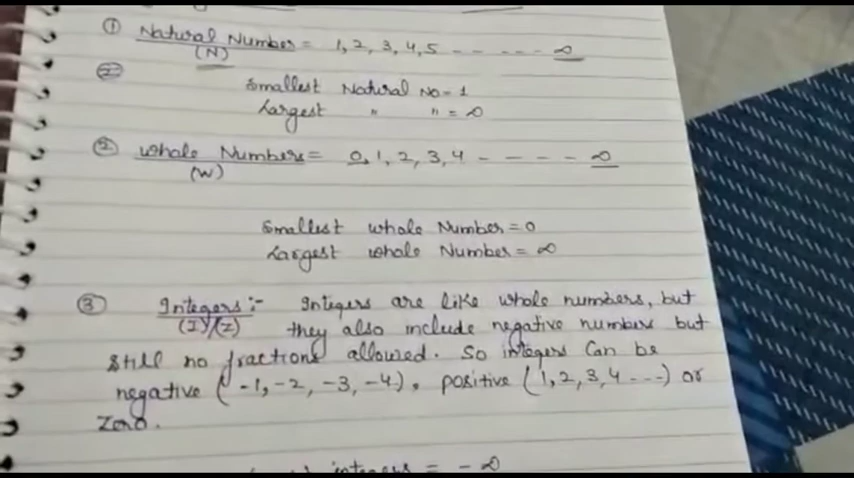 ① Natural Number = 1, 2, 3, 4, 5 - - - - - - ∞
(N)
②
Smallest Natural No = 1
Largest " " = ∞
② Whole Numbers = 0, 1, 2, 3, 4 - - - - ∞
(W)
Smallest whole Number = 0
Largest whole Number = ∞
③ Integers :- Integers are like whole numbers, but
(I)/(Z) they also include negative number but
still no fractions allowed. So integers can be
negative (-1, -2, -3, -4), positive (1, 2, 3, 4 ---) or
Zero.
integers = -∞